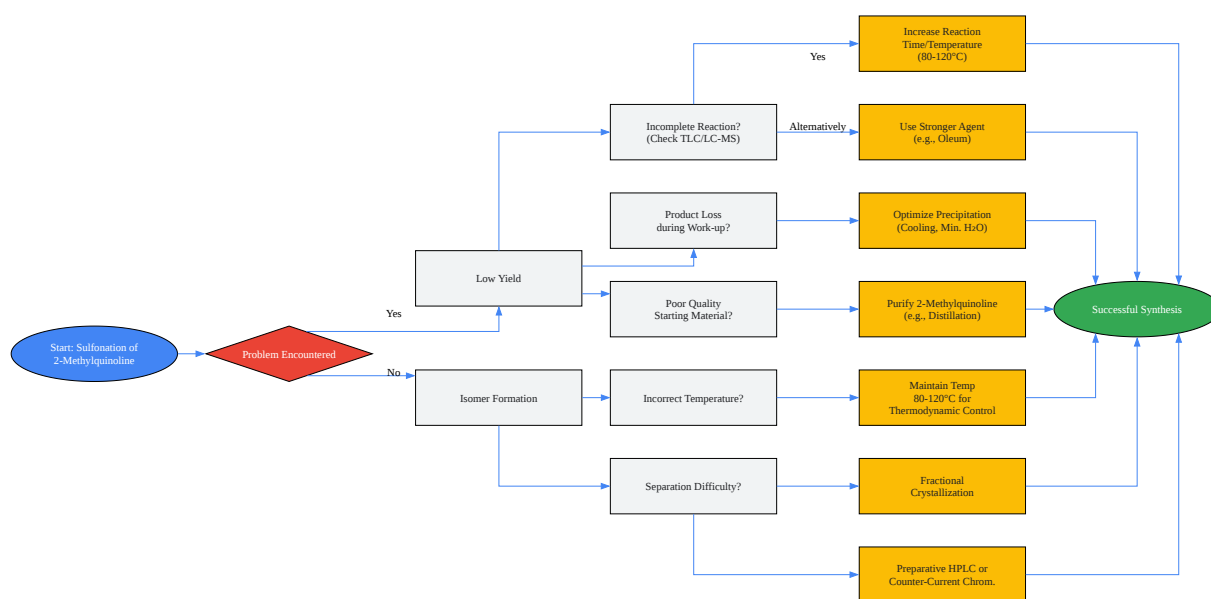 Increase Reaction
Time/Temperature
(80-120°C)
Yes
Incomplete Reaction?
(Check TLC/LC-MS)
Alternatively
Use Stronger Agent
(e.g., Oleum)
Product Loss
during Work-up?
Optimize Precipitation
(Cooling, Min. H₂O)
Low Yield
Poor Quality
Starting Material?
Purify 2-Methylquinoline
(e.g., Distillation)
Successful Synthesis
Yes
Start: Sulfonation of
2-Methylquinoline
Problem Encountered
No
Isomer Formation
Incorrect Temperature?
Maintain Temp
80-120°C for
Thermodynamic Control
Separation Difficulty?
Fractional
Crystallization
Preparative HPLC or
Counter-Current Chrom.